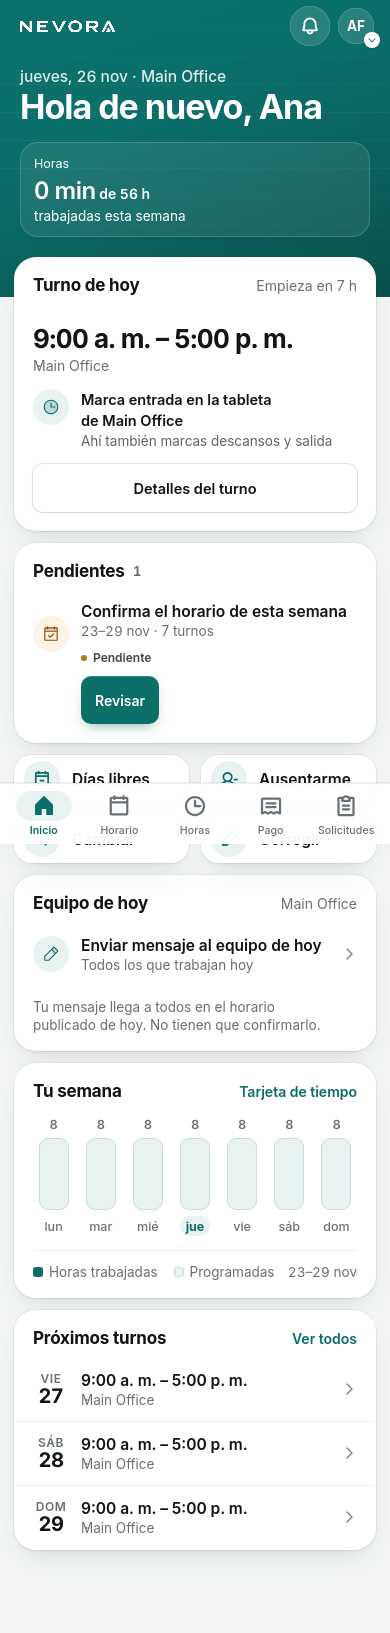 NEVORA
AF
jueves, 26 nov · Main Office
Hola de nuevo, Ana
Horas
0 min de 56 h
trabajadas esta semana
Turno de hoy
Empieza en 7 h
9:00 a. m. – 5:00 p. m.
Main Office
Marca entrada en la tableta
de Main Office
Ahí también marcas descansos y salida
Detalles del turno
Pendientes 1
Confirma el horario de esta semana
23–29 nov · 7 turnos
Pendiente
Revisar
Días libres
Ausentarme
Inicio
Horario
Horas
Pago
Solicitudes
Equipo de hoy
Main Office
Enviar mensaje al equipo de hoy
Todos los que trabajan hoy
Tu mensaje llega a todos en el horario
publicado de hoy. No tienen que confirmarlo.
Tu semana
Tarjeta de tiempo
8 8 8 8 8 8 8
lun mar mié jue vie sáb dom
Horas trabajadas
Programadas
23–29 nov
Próximos turnos
Ver todos
VIE
27
9:00 a. m. – 5:00 p. m.
Main Office
SÁB
28
9:00 a. m. – 5:00 p. m.
Main Office
DOM
29
9:00 a. m. – 5:00 p. m.
Main Office